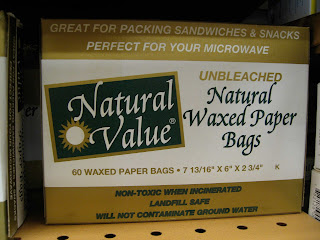 GREAT FOR PACKING SANDWICHES & SNACKS
PERFECT FOR YOUR MICROWAVE
Natural
Value®
UNBLEACHED
Natural
Waxed Paper
Bags
60 WAXED PAPER BAGS • 7 13/16" X 6" X 2 3/4" K
NON-TOXIC WHEN INCINERATED
LANDFILL SAFE
WILL NOT CONTAMINATE GROUND WATER